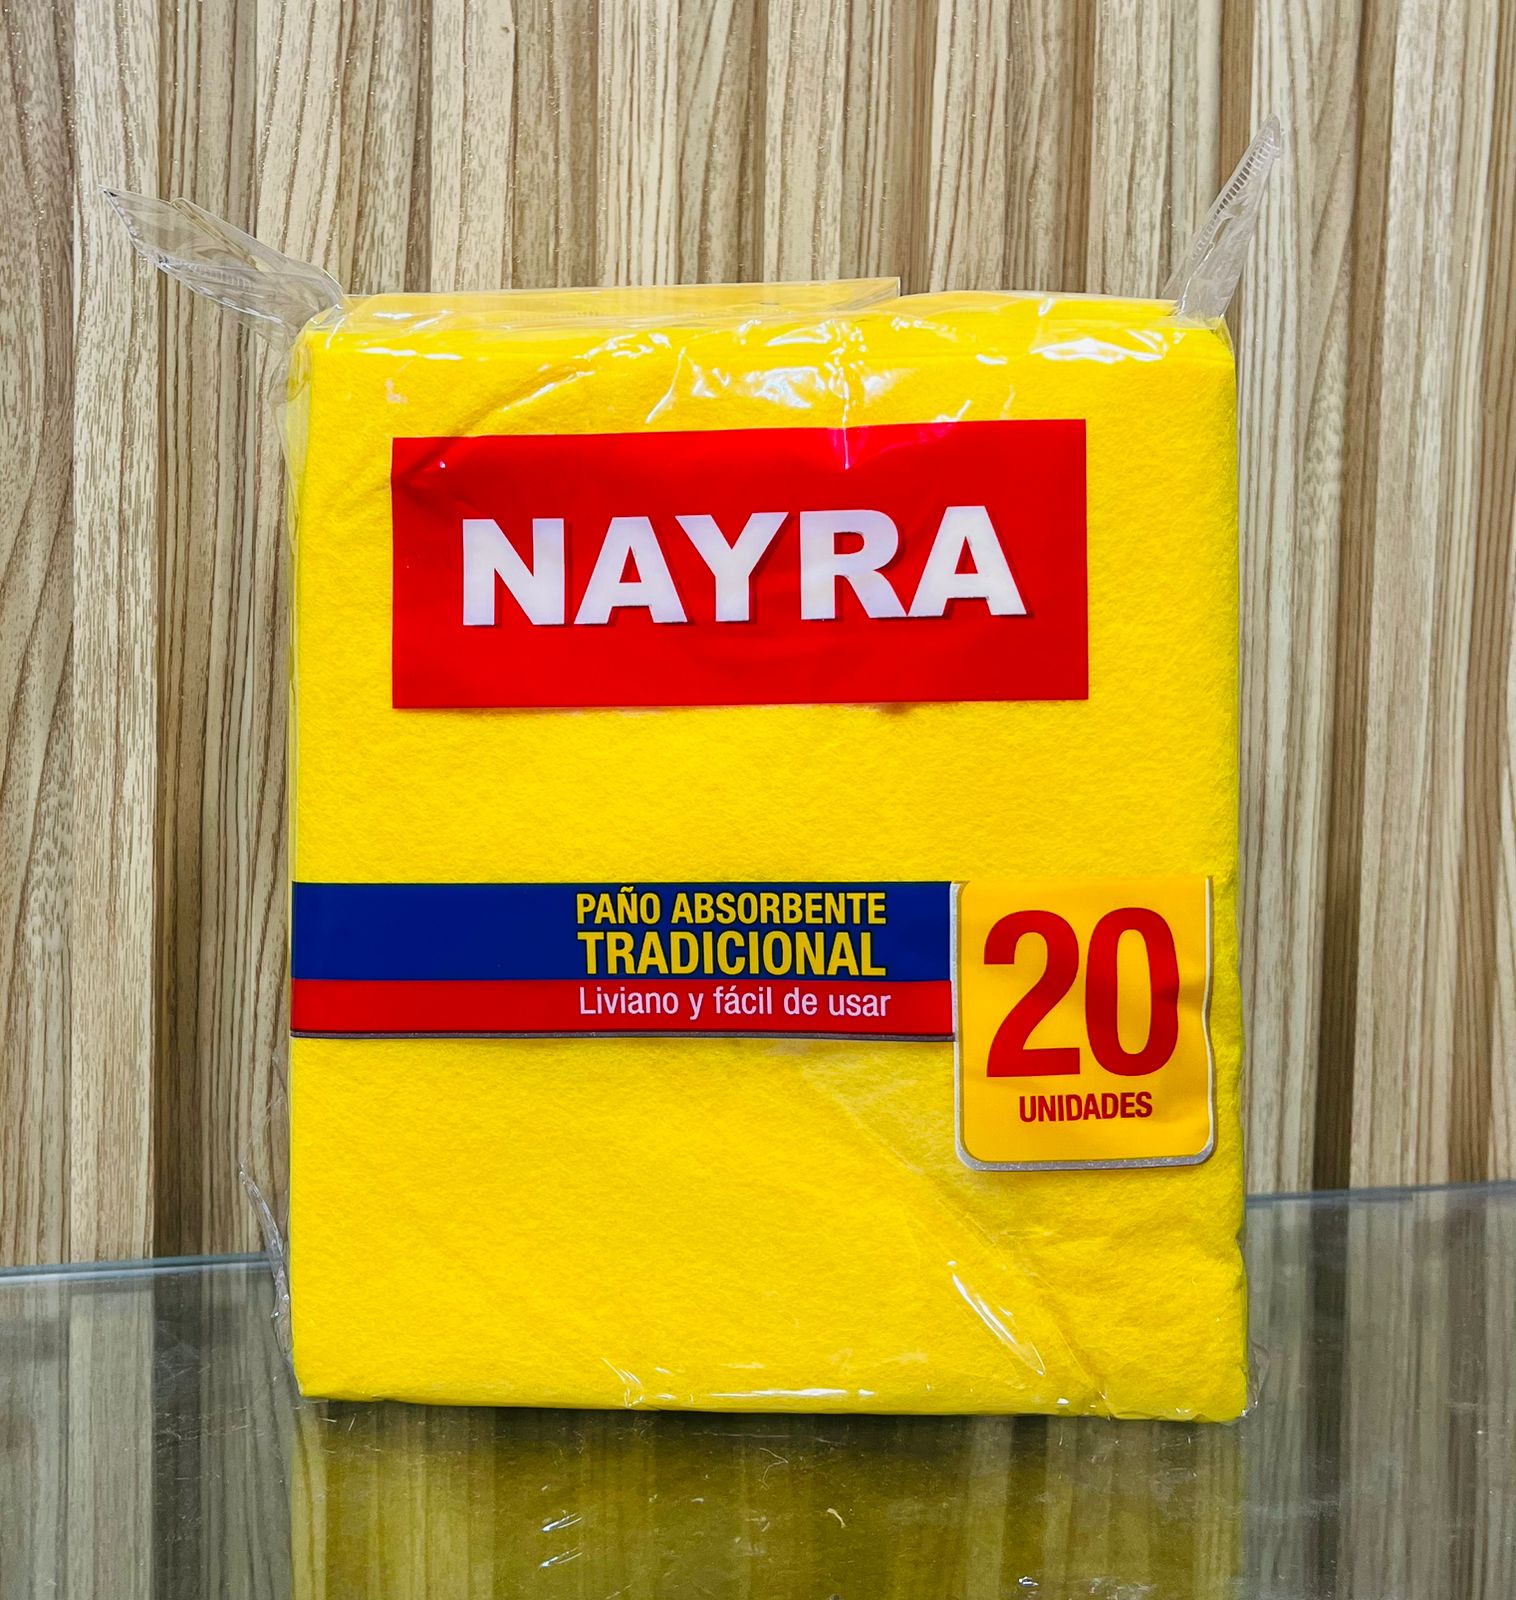 NAYRA
PAÑO ABSORBENTE
TRADICIONAL
Liviano y fácil de usar
20
UNIDADES